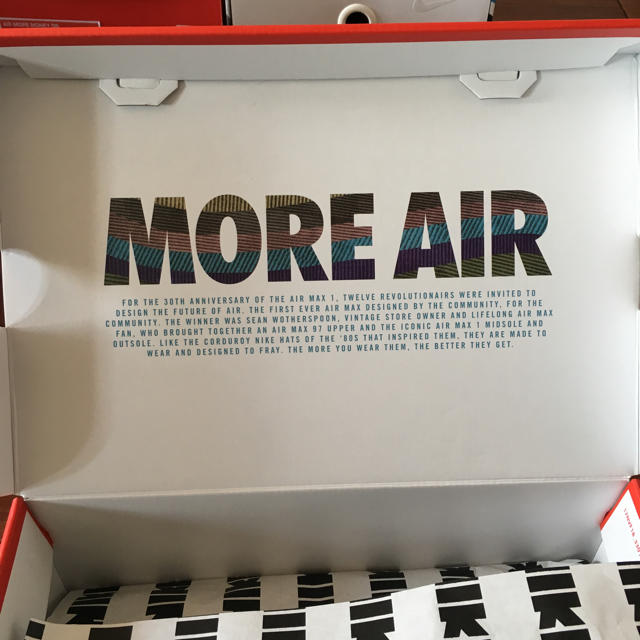 AIR MORE MONEY QS
MORE AIR
FOR THE 30TH ANNIVERSARY OF THE AIR MAX 1, TWELVE REVOLUTIONAIRS WERE INVITED TO
DESIGN THE FUTURE OF AIR. THE FIRST EVER AIR MAX DESIGNED BY THE COMMUNITY, FOR THE
COMMUNITY. THE WINNER WAS SEAN WOTHERSPOON, VINTAGE STORE OWNER AND LIFELONG AIR MAX
FAN, WHO BROUGHT TOGETHER AN AIR MAX 97 UPPER AND THE ICONIC AIR MAX 1 MIDSOLE AND
OUTSOLE. LIKE THE CORDUROY NIKE HATS OF THE '80S THAT INSPIRED THEM, THEY ARE MADE TO
WEAR AND DESIGNED TO FRAY. THE MORE YOU WEAR THEM, THE BETTER THEY GET.